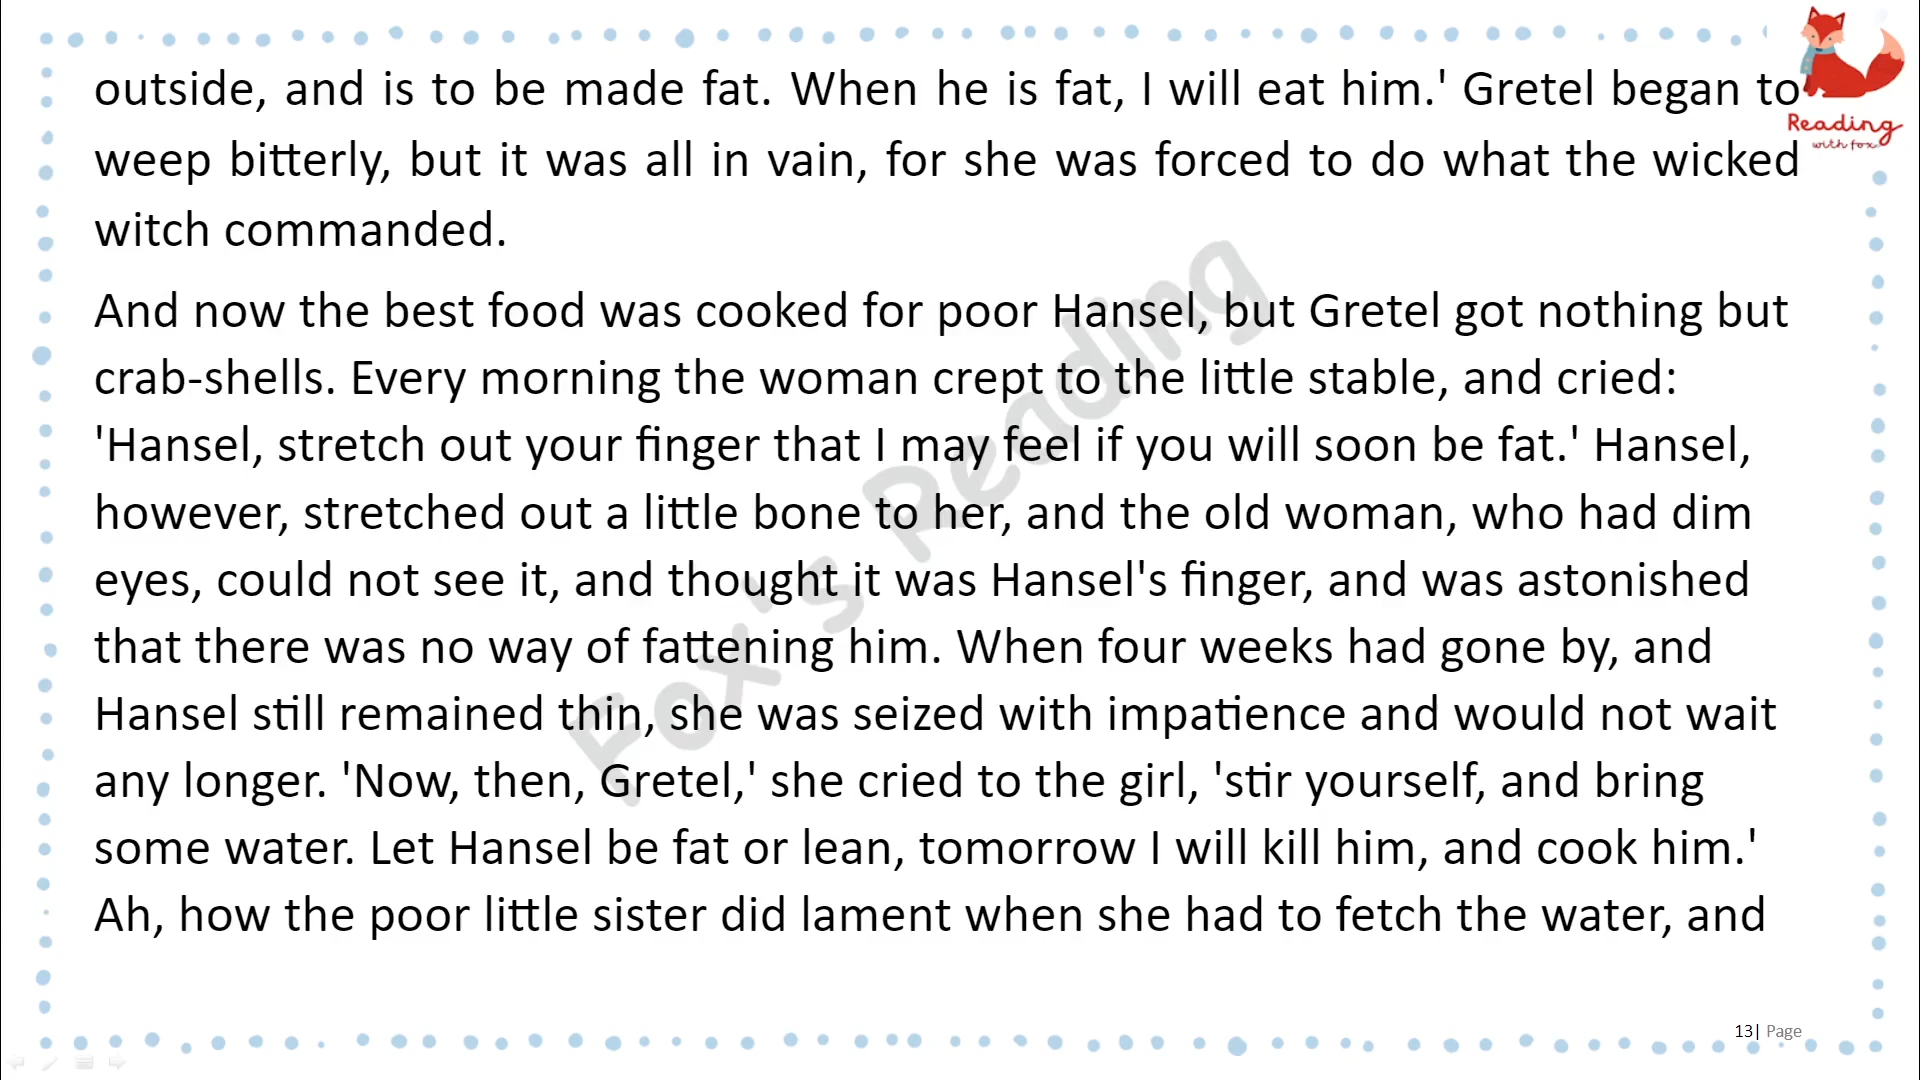 outside, and is to be made fat. When he is fat, I will eat him.' Gretel began to
weep bitterly, but it was all in vain, for she was forced to do what the wicked
witch commanded.
And now the best food was cooked for poor Hansel, but Gretel got nothing but
crab-shells. Every morning the woman crept to the little stable, and cried:
'Hansel, stretch out your finger that I may feel if you will soon be fat.' Hansel,
however, stretched out a little bone to her, and the old woman, who had dim
eyes, could not see it, and thought it was Hansel's finger, and was astonished
that there was no way of fattening him. When four weeks had gone by, and
Hansel still remained thin, she was seized with impatience and would not wait
any longer. 'Now, then, Gretel,' she cried to the girl, 'stir yourself, and bring
some water. Let Hansel be fat or lean, tomorrow I will kill him, and cook him.'
Ah, how the poor little sister did lament when she had to fetch the water, and
Reading
with fox
Fox's Reading
13| Page